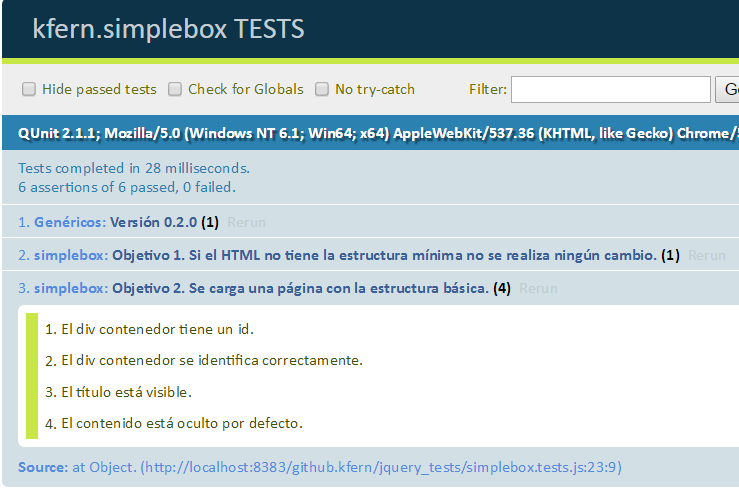 kfern.simplebox TESTS
Hide passed tests Check for Globals No try-catch Filter:
QUnit 2.1.1; Mozilla/5.0 (Windows NT 6.1; Win64; x64) AppleWebKit/537.36 (KHTML, like Gecko)
Tests completed in 28 milliseconds.
6 assertions of 6 passed, 0 failed.
1. Genéricos: Versión 0.2.0 (1) Rerun
2. simplebox: Objetivo 1. Si el HTML no tiene la estructura mínima no se realiza ningún cambio. (1) Rerun
3. simplebox: Objetivo 2. Se carga una página con la estructura básica. (4) Rerun
1. El div contenedor tiene un id.
2. El div contenedor se identifica correctamente.
3. El título está visible.
4. El contenido está oculto por defecto.
Source: at Object. (http://localhost:8383/github.kfern/jquery_tests/simplebox.tests.js:23:9)